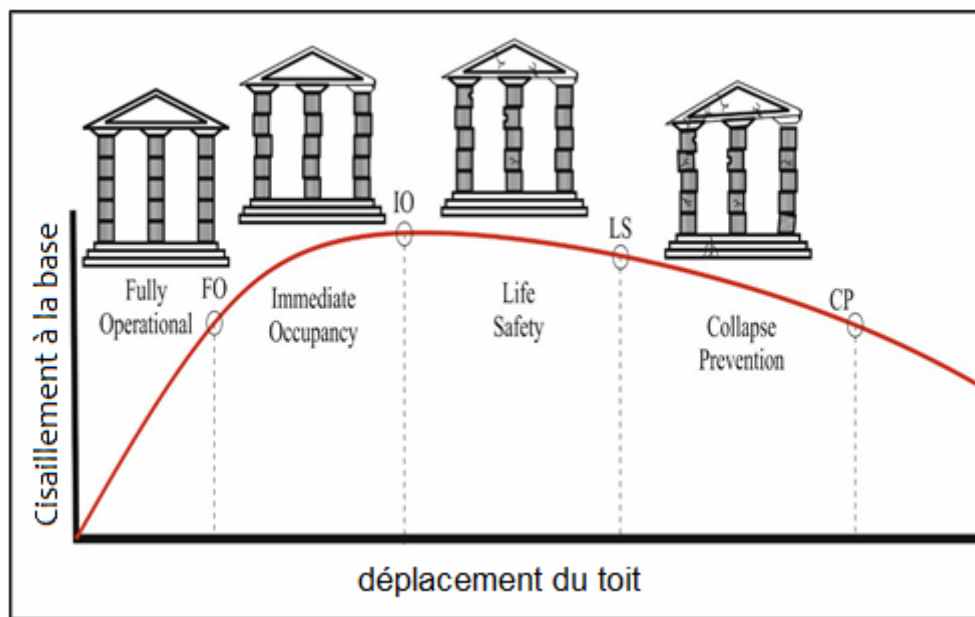 IO
LS
FO
CP
Fully
Operational
Immediate
Occupancy
Life
Safety
Collapse
Prevention
Cisaillement à la base
déplacement du toit